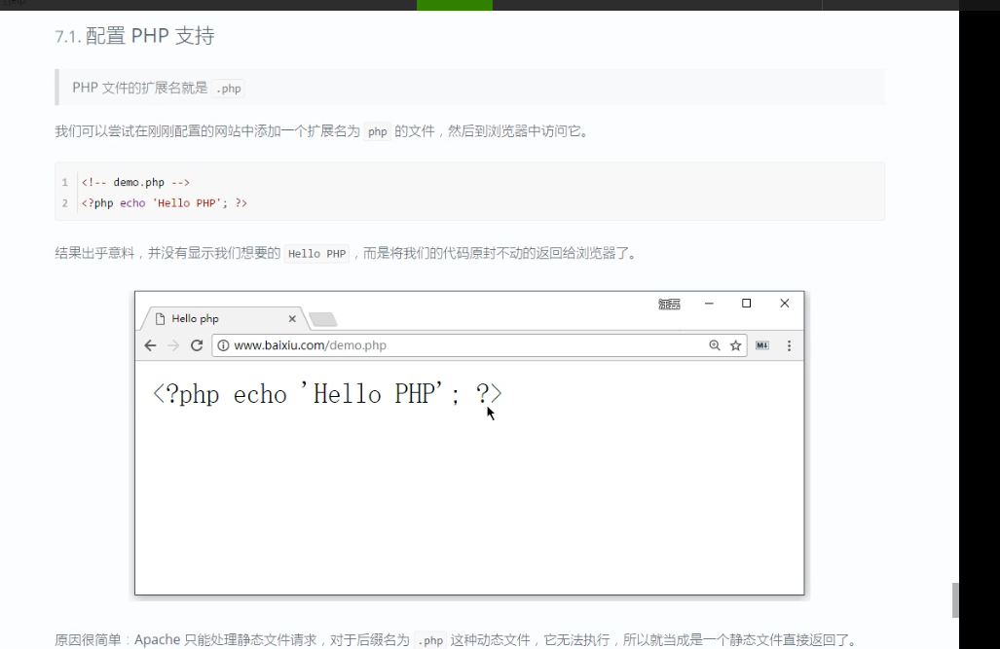 7.1. 配置 PHP 支持
PHP 文件的扩展名就是 .php
我们可以尝试在刚刚配置的网站中添加一个扩展名为 php 的文件，然后到浏览器中访问它。
1 <!-- demo.php -->
2 <?php echo 'Hello PHP'; ?>
结果出乎意料，并没有显示我们想要的 Hello PHP ，而是将我们的代码原封不动的返回给浏览器了。
Hello php
www.baixiu.com/demo.php
<?php echo 'Hello PHP'; ?>
原因很简单：Apache 只能处理静态文件请求，对于后缀名为 .php 这种动态文件，它无法执行，所以就当成是一个静态文件直接返回了。